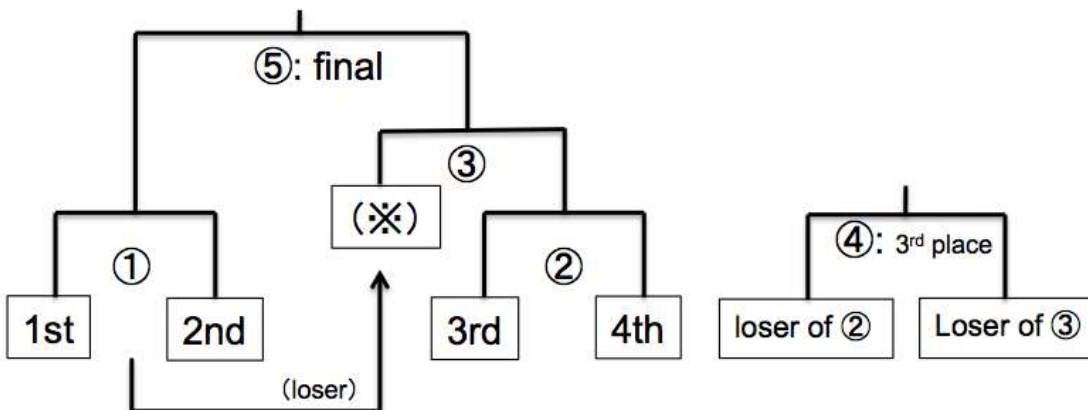 ⑤: final
③
(※)
④: 3rd place
①
②
1st
2nd
3rd
4th
loser of ②
Loser of ③
(loser)